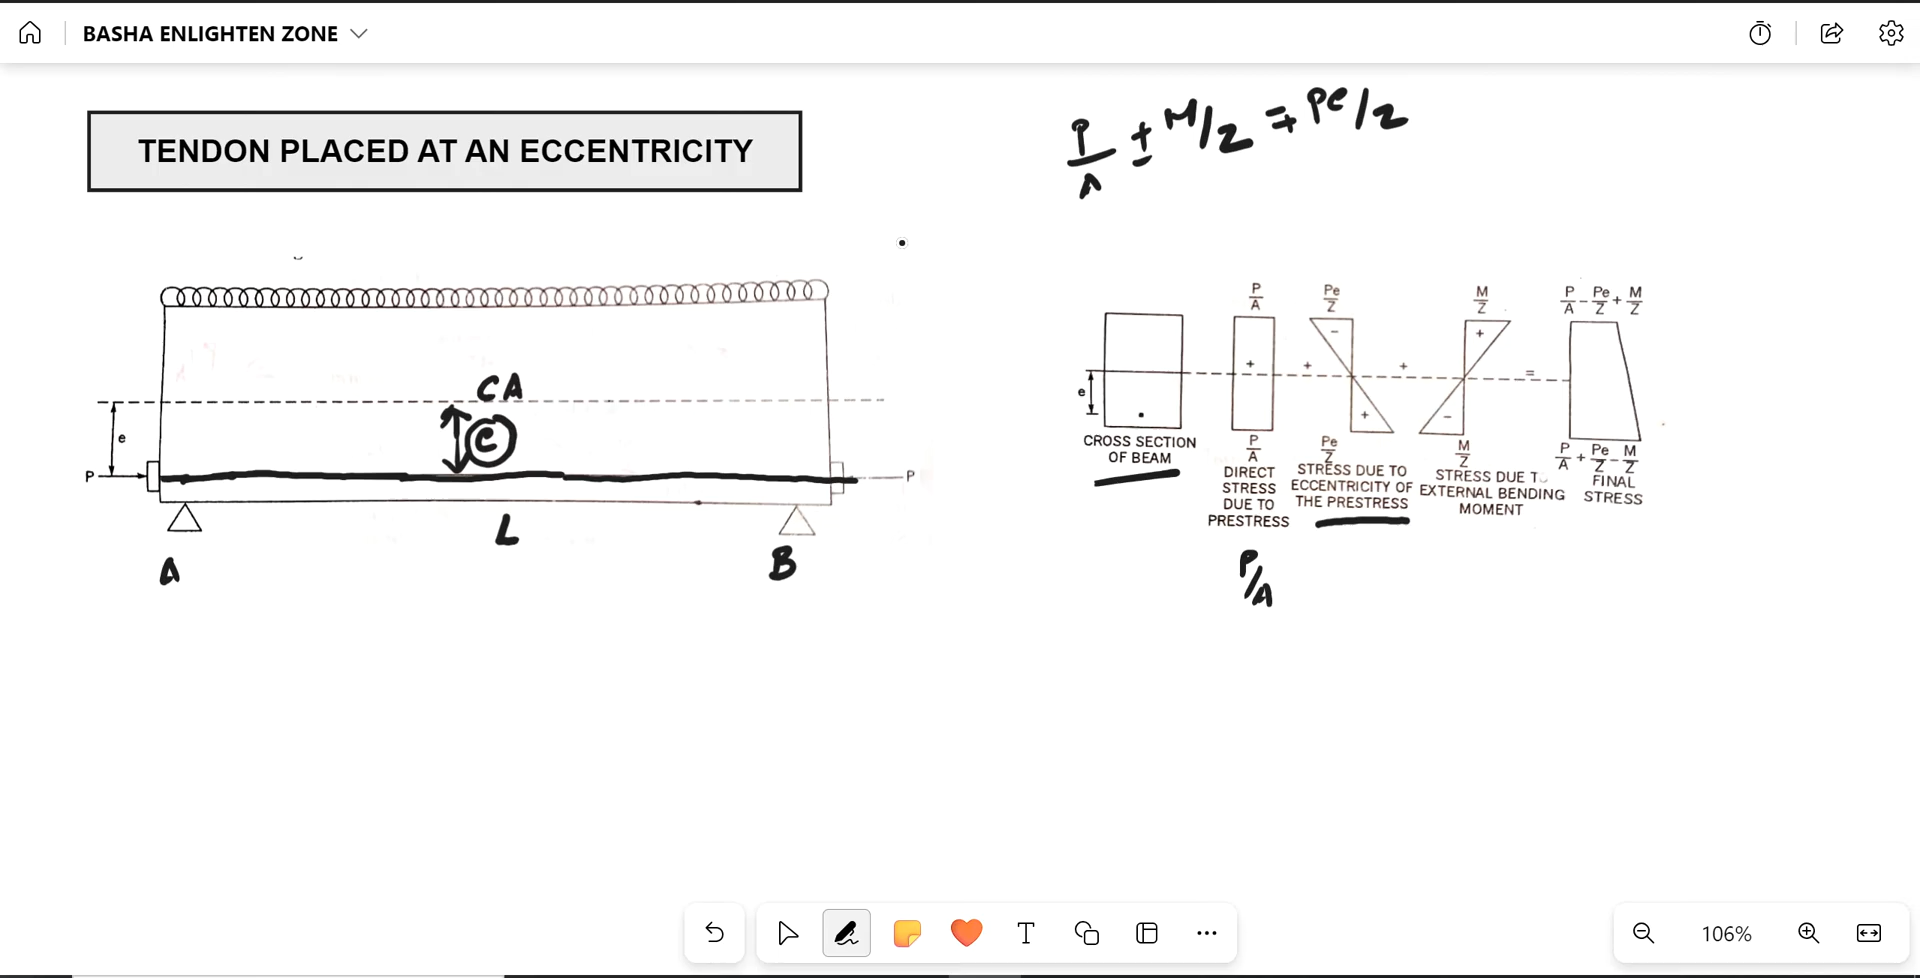 BASHA ENLIGHTEN ZONE
TENDON PLACED AT AN ECCENTRICITY
P/A ± M/Z ∓ Pe/Z
CA
e
e
P
P
L
A
B
P/A
Pe/Z
M/Z
P/A - Pe/Z + M/Z
+
-
+
+
+
+
-
=
e
CROSS SECTION
OF BEAM
P/A
DIRECT
STRESS
DUE TO
PRESTRESS
Pe/Z
STRESS DUE TO
ECCENTRICITY OF
THE PRESTRESS
M/Z
STRESS DUE T
EXTERNAL BENDING
MOMENT
P/A + Pe/Z - M/Z
FINAL
STRESS
P/A
T
106%